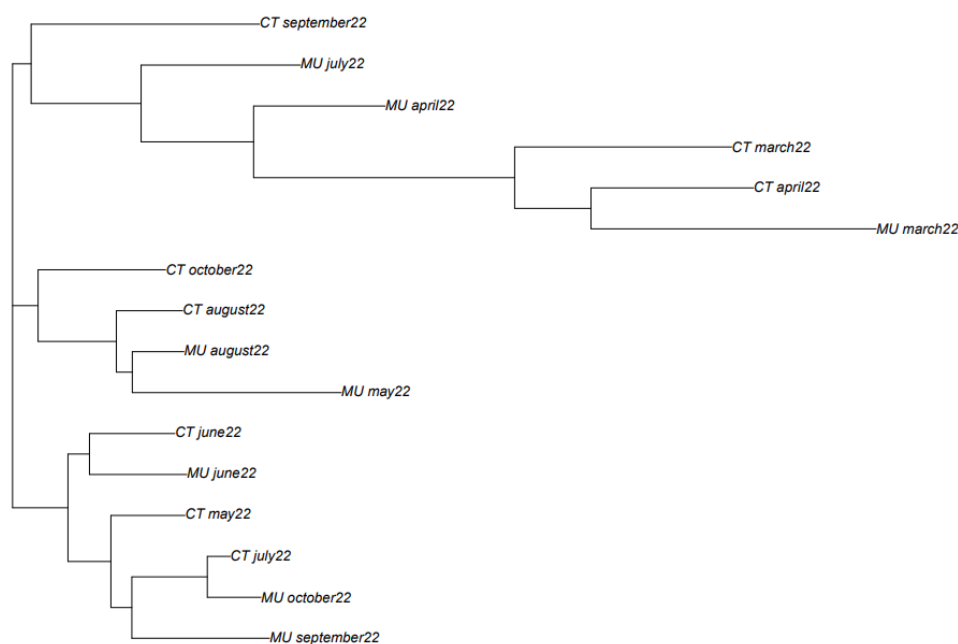 CT september22
MU july22
MU april22
CT march22
CT april22
MU march22
CT october22
CT august22
MU august22
MU may22
CT june22
MU june22
CT may22
CT july22
MU october22
MU september22